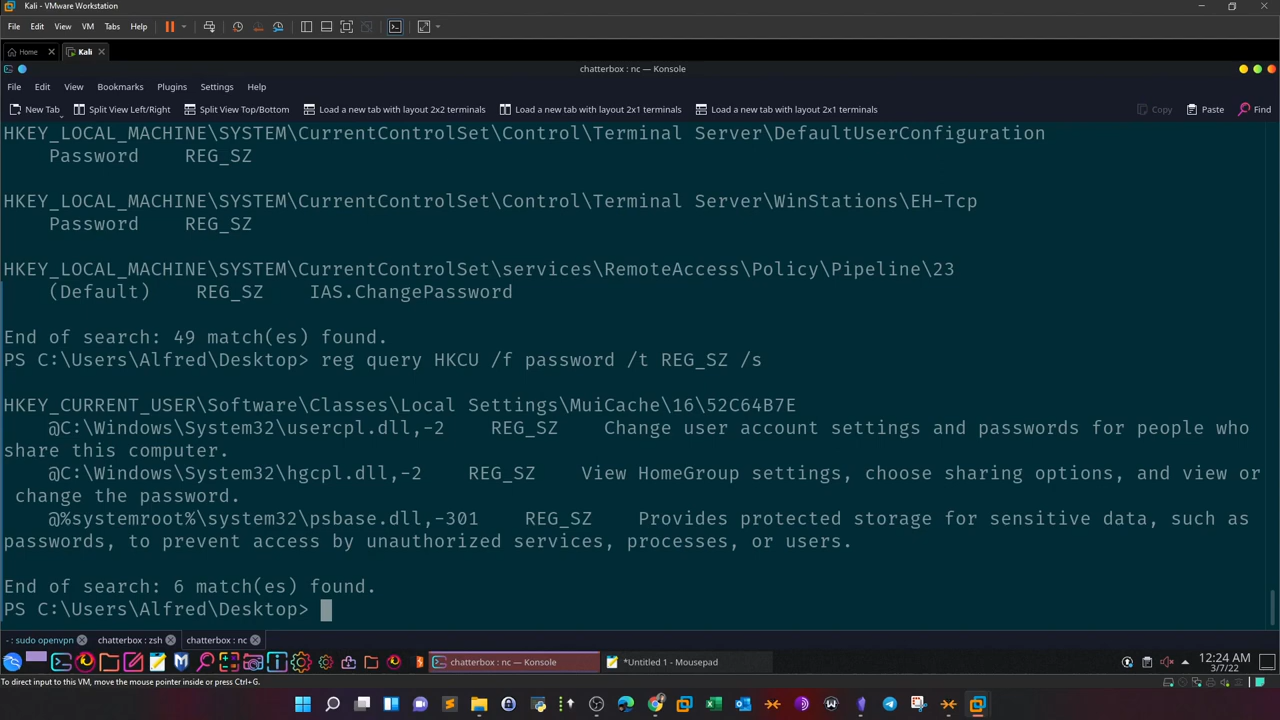 Kali - VMware Workstation
File Edit View VM Tabs Help
Home Kali
chatterbox : nc — Konsole
File Edit View Bookmarks Plugins Settings Help
New Tab Split View Left/Right Split View Top/Bottom Load a new tab with layout 2x2 terminals Load a new tab with layout 2x1 terminals Load a new tab with layout 2x1 terminals Copy Paste Find
HKEY_LOCAL_MACHINE\SYSTEM\CurrentControlSet\Control\Terminal Server\DefaultUserConfiguration
Password REG_SZ
HKEY_LOCAL_MACHINE\SYSTEM\CurrentControlSet\Control\Terminal Server\WinStations\EH-Tcp
Password REG_SZ
HKEY_LOCAL_MACHINE\SYSTEM\CurrentControlSet\services\RemoteAccess\Policy\Pipeline\23
(Default) REG_SZ IAS.ChangePassword
End of search: 49 match(es) found.
PS C:\Users\Alfred\Desktop> reg query HKCU /f password /t REG_SZ /s
HKEY_CURRENT_USER\Software\Classes\Local Settings\MuiCache\16\52C64B7E
@C:\Windows\System32\usercpl.dll,-2 REG_SZ Change user account settings and passwords for people who
share this computer.
@C:\Windows\System32\hgcpl.dll,-2 REG_SZ View HomeGroup settings, choose sharing options, and view or
change the password.
@%systemroot%\system32\psbase.dll,-301 REG_SZ Provides protected storage for sensitive data, such as
passwords, to prevent access by unauthorized services, processes, or users.
End of search: 6 match(es) found.
PS C:\Users\Alfred\Desktop>
- : sudo openvpn chatterbox : zsh chatterbox : nc
chatterbox : nc — Konsole *Untitled 1 - Mousepad 12:24 AM
3/7/22
To direct input to this VM, move the mouse pointer inside or press Ctrl+G.